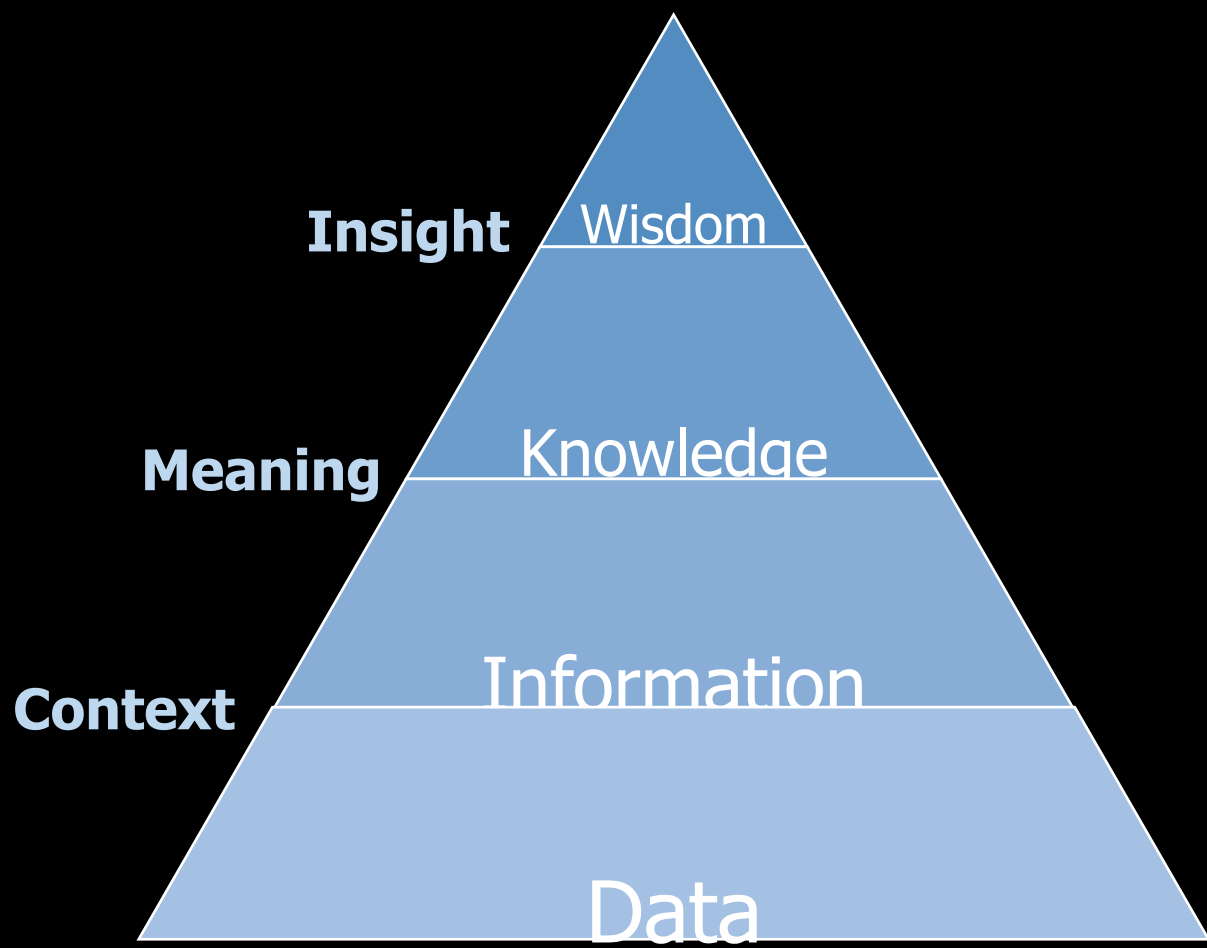 Wisdom
Insight
Knowledge
Meaning
Information
Context
Data